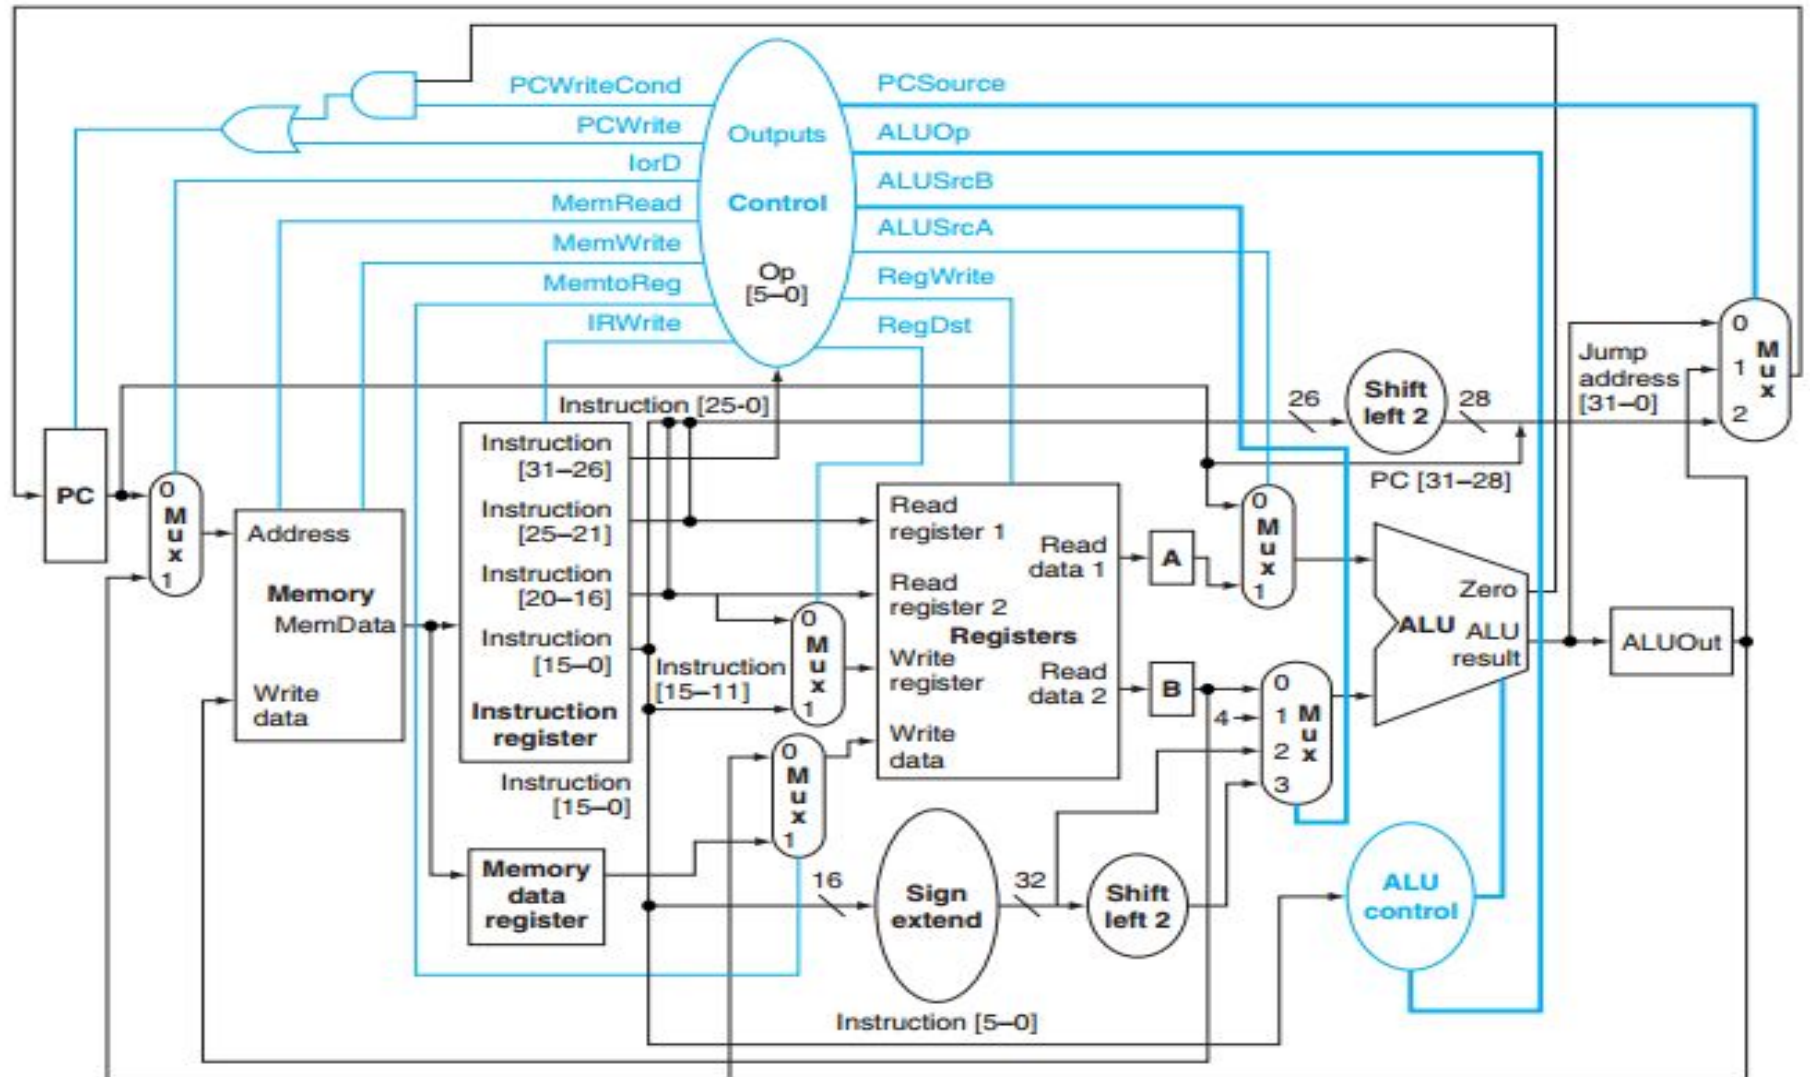 PCWriteCond
PCWrite
IorD
MemRead
MemWrite
MemtoReg
IRWrite
Outputs
Control
Op
[5–0]
PCSource
ALUOp
ALUSrcB
ALUSrcA
RegWrite
RegDst
Instruction [25-0]
26
Shift
left 2
28
Jump
address
[31–0]
0
1
2
M
u
x
PC [31–28]
PC
0
M
u
x
1
Address
Memory
MemData
Write
data
Instruction
[31–26]
Instruction
[25–21]
Instruction
[20–16]
Instruction
[15–0]
Instruction
register
Instruction
[15–0]
Instruction
[15–11]
0
M
u
x
1
0
M
u
x
1
Memory
data
register
Read
register 1
Read
register 2
Registers
Write
register
Write
data
Read
data 1
Read
data 2
A
B
0
M
u
x
1
4
0
1
2
3
M
u
x
Zero
ALU
ALU
result
ALUOut
16
Sign
extend
32
Shift
left 2
ALU
control
Instruction [5–0]